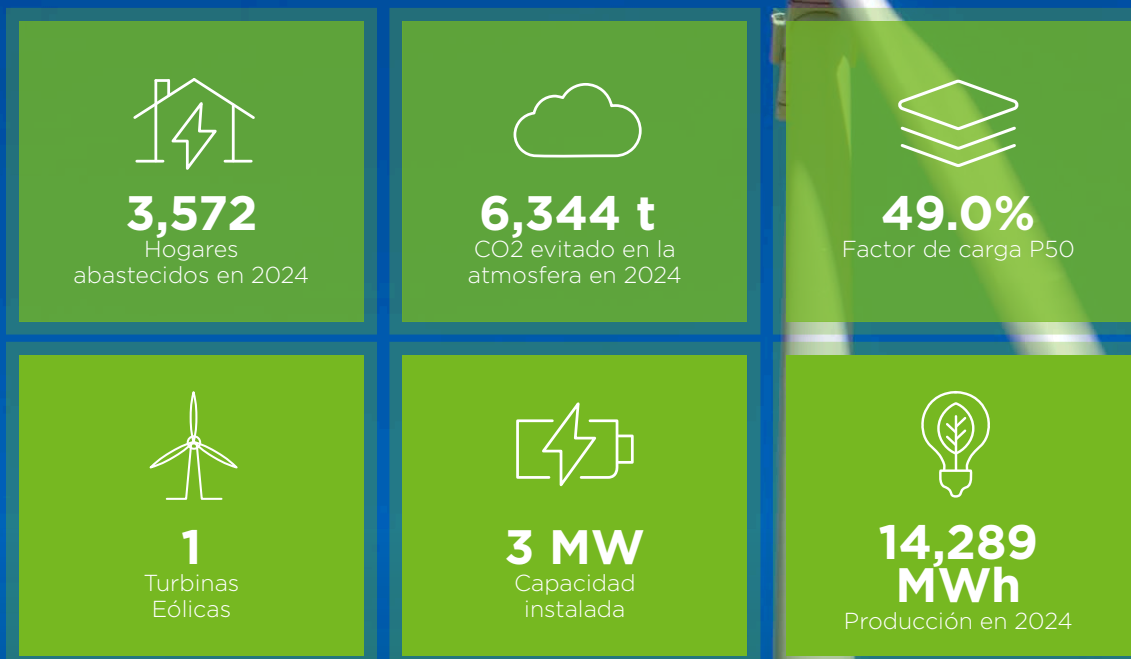 3,572
Hogares
abastecidos en 2024
6,344 t
CO2 evitado en la
atmosfera en 2024
49.0%
Factor de carga P50
1
Turbinas
Eólicas
3 MW
Capacidad
instalada
14,289
MWh
Producción en 2024